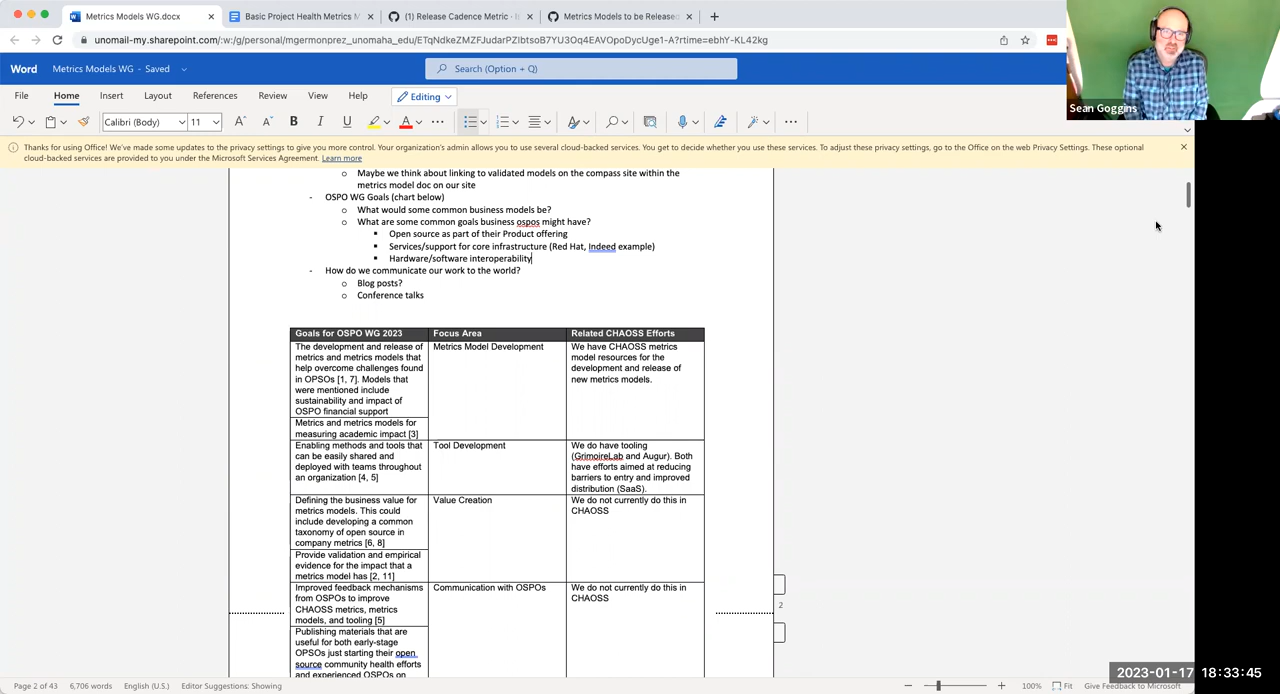 Metrics Models WG.docx
Basic Project Health Metrics M
(1) Release Cadence Metric - I
Metrics Models to be Released
unomail-my.sharepoint.com/:w:/g/personal/mgermonprez_unomaha_edu/ETqNdkeZMZFJudarPZIbtsoB7YU3Oq4EAVOpoDycUge1-A?rtime=ebhY-KL42kg
Word
Metrics Models WG - Saved
Search (Option + Q)
Sean Goggins
File
Home
Insert
Layout
References
Review
View
Help
Editing
Calibri (Body)
11
Thanks for using Office! We've made some updates to the privacy settings to give you more control. Your organization's admin allows you to use several cloud-backed services. You get to decide whether you use these services. To adjust these privacy settings, go to the Office on the web Privacy Settings. These optional
cloud-backed services are provided to you under the Microsoft Services Agreement. Learn more
o Maybe we think about linking to validated models on the compass site within the
metrics model doc on our site
- OSPO WG Goals (chart below)
o What would some common business models be?
o What are some common goals business ospos might have?
▪ Open source as part of their Product offering
▪ Services/support for core infrastructure (Red Hat, Indeed example)
▪ Hardware/software interoperability
- How do we communicate our work to the world?
o Blog posts?
o Conference talks
Goals for OSPO WG 2023
Focus Area
Related CHAOSS Efforts
The development and release of
metrics and metrics models that
help overcome challenges found
in OPSOs [1, 7]. Models that
were mentioned include
sustainability and impact of
OSPO financial support
Metrics and metrics models for
measuring academic impact [3]
Metrics Model Development
We have CHAOSS metrics
model resources for the
development and release of
new metrics models.
Enabling methods and tools that
can be easily shared and
deployed with teams throughout
an organization [4, 5]
Tool Development
We do have tooling
(GrimoireLab and Augur). Both
have efforts aimed at reducing
barriers to entry and improved
distribution (SaaS).
Defining the business value for
metrics models. This could
include developing a common
taxonomy of open source in
company metrics [6, 8]
Provide validation and empirical
evidence for the impact that a
metrics model has [2, 11]
Value Creation
We do not currently do this in
CHAOSS
Improved feedback mechanisms
from OSPOs to improve
CHAOSS metrics, metrics
models, and tooling [5]
Publishing materials that are
useful for both early-stage
OPSOs just starting their open
source community health efforts
and experienced OSPOs on
Communication with OSPOs
We do not currently do this in
CHAOSS
2
2023-01-17 18:33:45
Page 2 of 43
6,706 words
English (U.S.)
Editor Suggestions: Showing
100%
Fit
Give Feedback to Microsoft